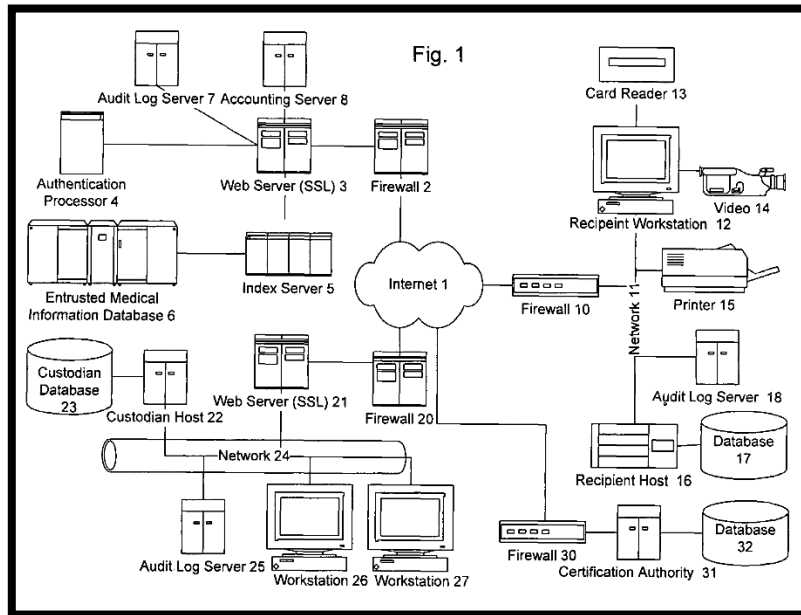 Fig. 1
Audit Log Server 7
Accounting Server 8
Card Reader 13
Authentication
Processor 4
Web Server (SSL) 3
Firewall 2
Video 14
Recipeint Workstation 12
Entrusted Medical
Information Database 6
Index Server 5
Internet 1
Firewall 10
Network 11
Printer 15
Custodian
Database
23
Custodian Host 22
Web Server (SSL) 21
Firewall 20
Audit Log Server 18
Network 24
Recipient Host 16
Database
17
Audit Log Server 25
Workstation 26
Workstation 27
Firewall 30
Certification Authority 31
Database
32